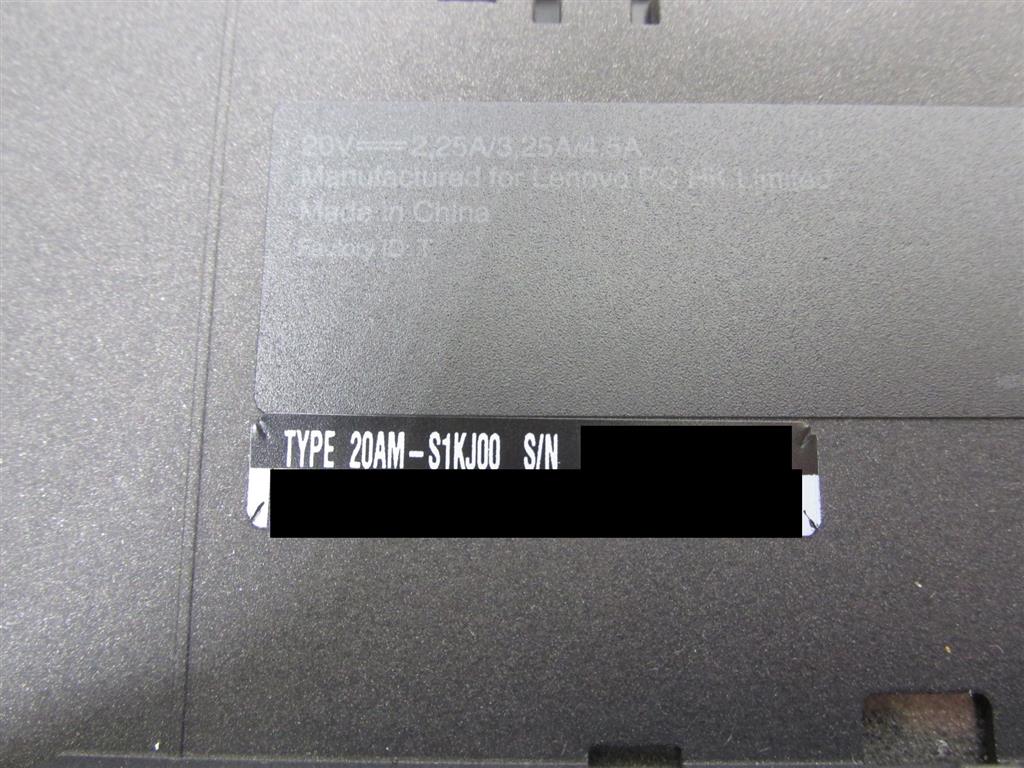 20V⎓2.25A/3.25A/4.5A
Manufactured for Lenovo PC HK Limited
Made in China
Factory ID: T
TYPE 20AM-S1KJ00 S/N